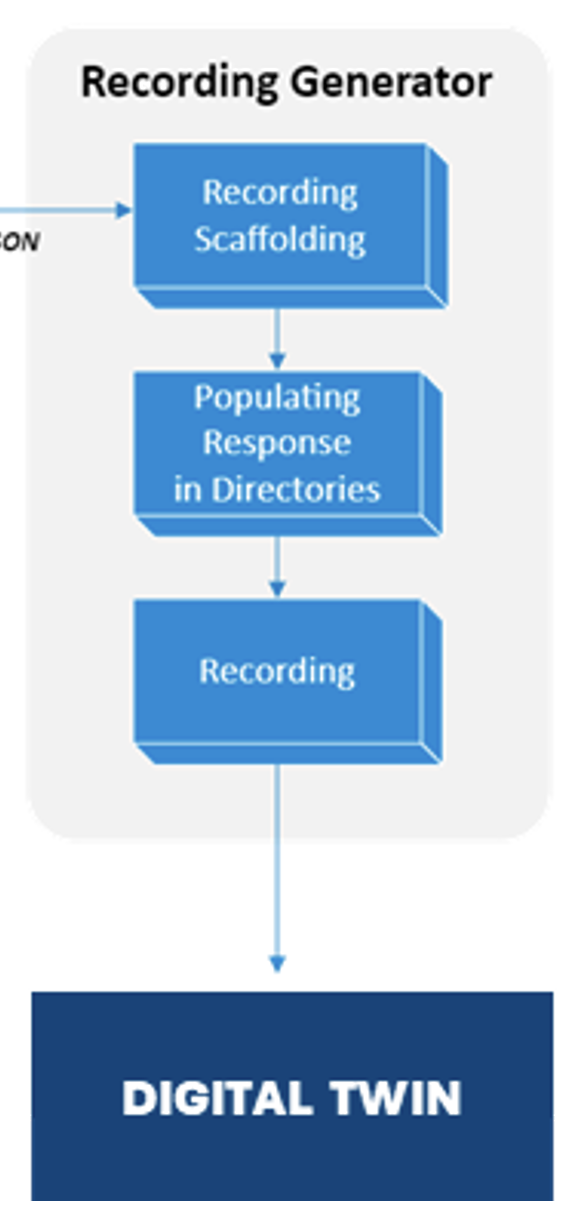 Recording Generator
Recording
Scaffolding
Populating
Response
in Directories
Recording
DIGITAL TWIN